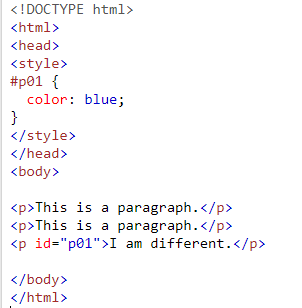 <!DOCTYPE html>
<html>
<head>
<style>
#p01 {
  color: blue;
}
</style>
</head>
<body>

<p>This is a paragraph.</p>
<p>This is a paragraph.</p>
<p id="p01">I am different.</p>

</body>
</html>